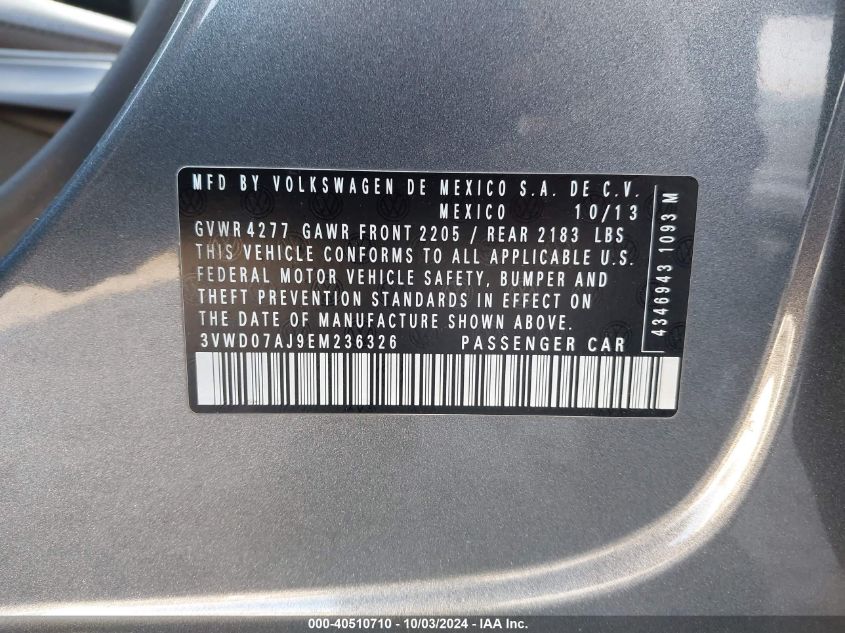 MFD BY VOLKSWAGEN DE MEXICO S.A. DE C.V.
MEXICO 10/13
GVWR 4277 GAWR FRONT 2205 / REAR 2183 LBS
THIS VEHICLE CONFORMS TO ALL APPLICABLE U.S.
FEDERAL MOTOR VEHICLE SAFETY, BUMPER AND
THEFT PREVENTION STANDARDS IN EFFECT ON
THE DATE OF MANUFACTURE SHOWN ABOVE.
3VWD07AJ9EM236326 PASSENGER CAR
4346943 1093 M
000-40510710 - 10/03/2024 - IAA Inc.